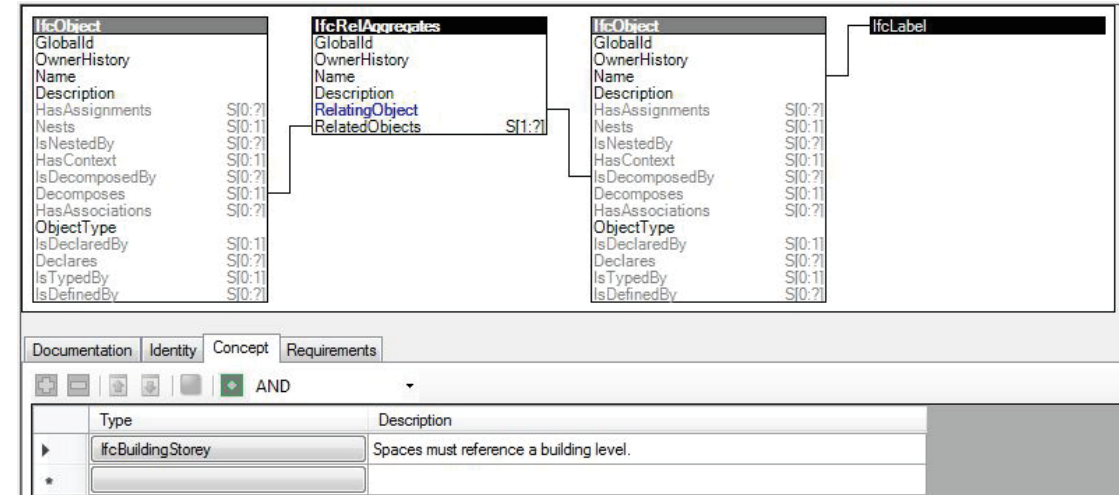 IfcObject
GlobalId
OwnerHistory
Name
Description
HasAssignments S[0:?]
Nests S[0:1]
IsNestedBy S[0:?]
HasContext S[0:1]
IsDecomposedBy S[0:?]
Decomposes S[0:1]
HasAssociations S[0:?]
ObjectType
IsDeclaredBy S[0:1]
Declares S[0:?]
IsTypedBy S[0:1]
IsDefinedBy S[0:?]
IfcRelAggregates
GlobalId
OwnerHistory
Name
Description
RelatingObject
RelatedObjects S[1:?]
IfcObject
GlobalId
OwnerHistory
Name
Description
HasAssignments S[0:?]
Nests S[0:1]
IsNestedBy S[0:?]
HasContext S[0:1]
IsDecomposedBy S[0:?]
Decomposes S[0:1]
HasAssociations S[0:?]
ObjectType
IsDeclaredBy S[0:1]
Declares S[0:?]
IsTypedBy S[0:1]
IsDefinedBy S[0:?]
IfcLabel
Documentation Identity Concept Requirements
AND
Type Description
IfcBuildingStorey Spaces must reference a building level.